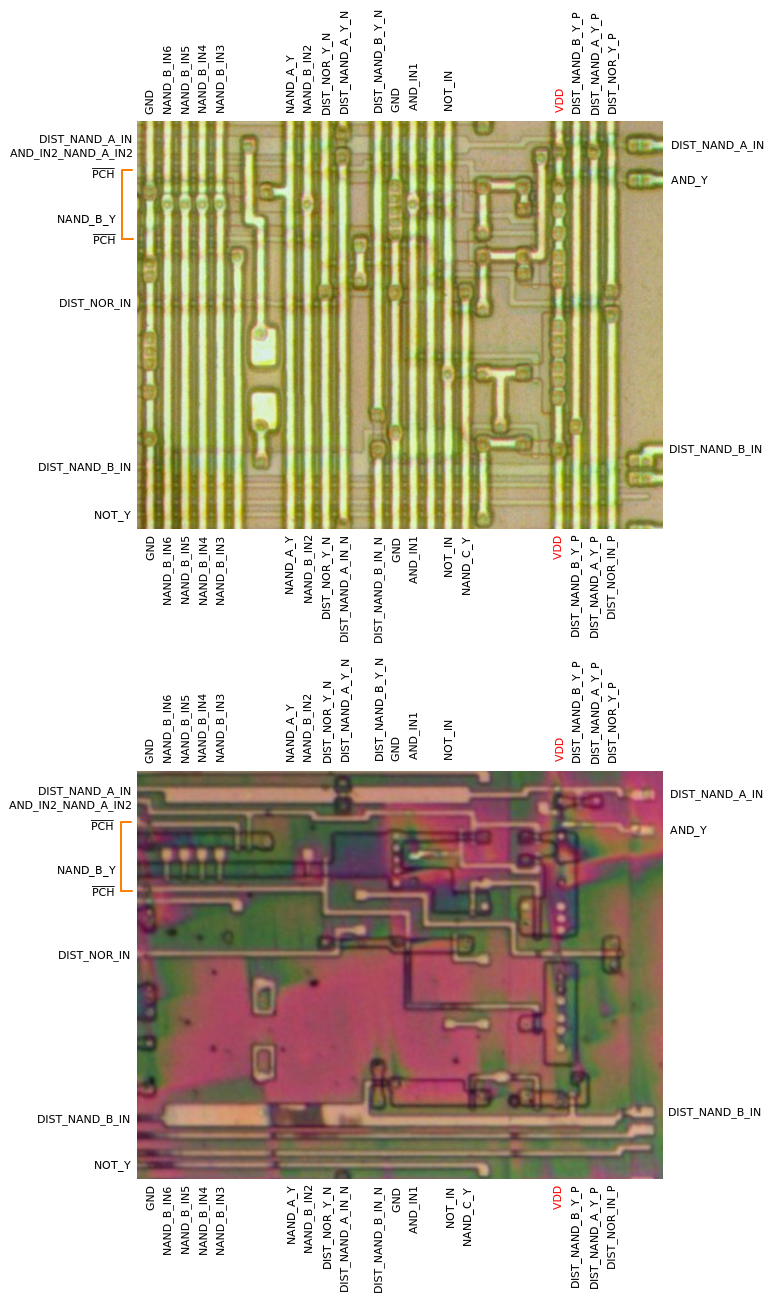 GND
NAND_B_IN6
NAND_B_IN5
NAND_B_IN4
NAND_B_IN3
NAND_A_Y
NAND_B_IN2
DIST_NOR_Y_N
DIST_NAND_A_Y_N
DIST_NAND_B_Y_N
GND
AND_IN1
NOT_IN
VDD
DIST_NAND_B_Y_P
DIST_NAND_A_Y_P
DIST_NOR_Y_P
DIST_NAND_A_IN
AND_IN2_NAND_A_IN2
PCH
NAND_B_Y
PCH
DIST_NOR_IN
DIST_NAND_B_IN
NOT_Y
DIST_NAND_A_IN
AND_Y
DIST_NAND_B_IN
GND
NAND_B_IN6
NAND_B_IN5
NAND_B_IN4
NAND_B_IN3
NAND_A_Y
NAND_B_IN2
DIST_NOR_Y_N
DIST_NAND_A_IN_N
DIST_NAND_B_IN_N
GND
AND_IN1
NOT_IN
NAND_C_Y
VDD
DIST_NAND_B_Y_P
DIST_NAND_A_Y_P
DIST_NOR_IN_P
GND
NAND_B_IN6
NAND_B_IN5
NAND_B_IN4
NAND_B_IN3
NAND_A_Y
NAND_B_IN2
DIST_NOR_Y_N
DIST_NAND_A_Y_N
DIST_NAND_B_Y_N
GND
AND_IN1
NOT_IN
VDD
DIST_NAND_B_Y_P
DIST_NAND_A_Y_P
DIST_NOR_Y_P
DIST_NAND_A_IN
AND_IN2_NAND_A_IN2
PCH
NAND_B_Y
PCH
DIST_NOR_IN
DIST_NAND_B_IN
NOT_Y
DIST_NAND_A_IN
AND_Y
DIST_NAND_B_IN
GND
NAND_B_IN6
NAND_B_IN5
NAND_B_IN4
NAND_B_IN3
NAND_A_Y
NAND_B_IN2
DIST_NOR_Y_N
DIST_NAND_A_IN_N
DIST_NAND_B_IN_N
GND
AND_IN1
NOT_IN
NAND_C_Y
VDD
DIST_NAND_B_Y_P
DIST_NAND_A_Y_P
DIST_NOR_IN_P